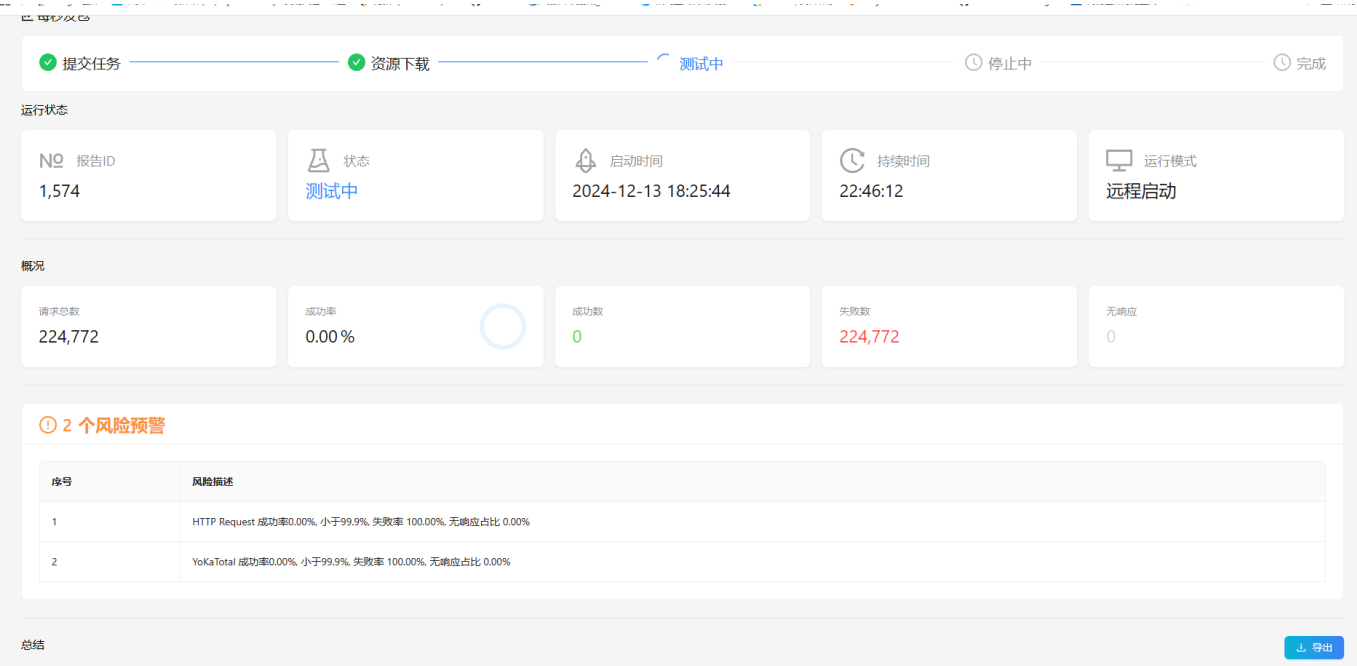 提交任务 资源下载 测试中 停止中 完成
运行状态
报告ID 状态 启动时间 持续时间 运行模式
1,574 测试中 2024-12-13 18:25:44 22:46:12 远程启动
概况
请求总数 成功率 成功数 失败数 无响应
224,772 0.00 % 0 224,772 0
2 个风险预警
序号 风险描述
1 HTTP Request 成功率0.00%, 小于99.9%, 失败率 100.00%, 无响应占比 0.00%
2 YoKaTotal 成功率0.00%, 小于99.9%, 失败率 100.00%, 无响应占比 0.00%
总结 导出